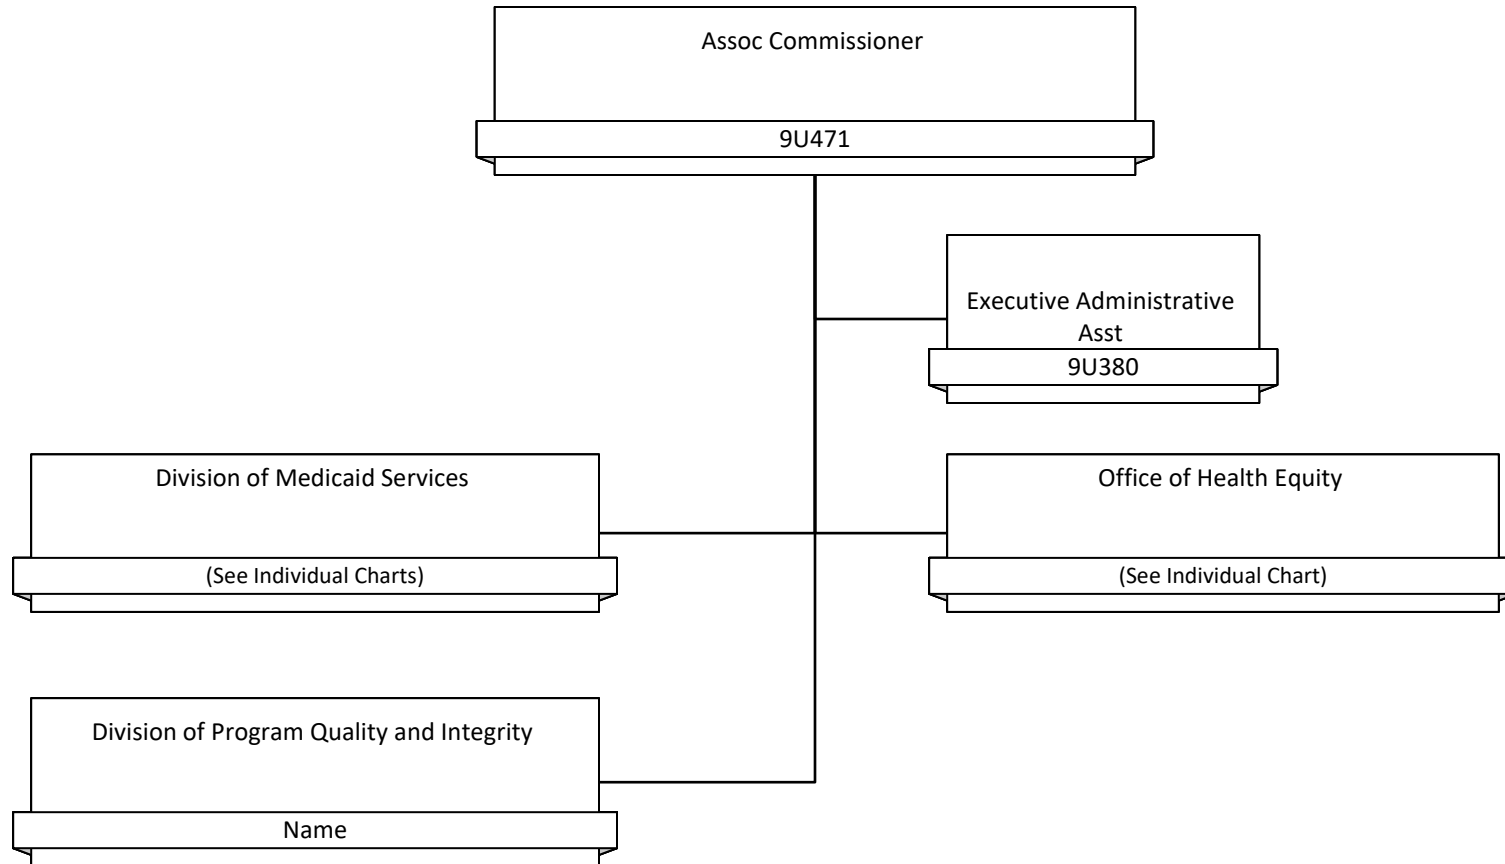 Assoc Commissioner
9U471
Executive Administrative
Asst
9U380
Division of Medicaid Services
(See Individual Charts)
Office of Health Equity
(See Individual Chart)
Division of Program Quality and Integrity
Name